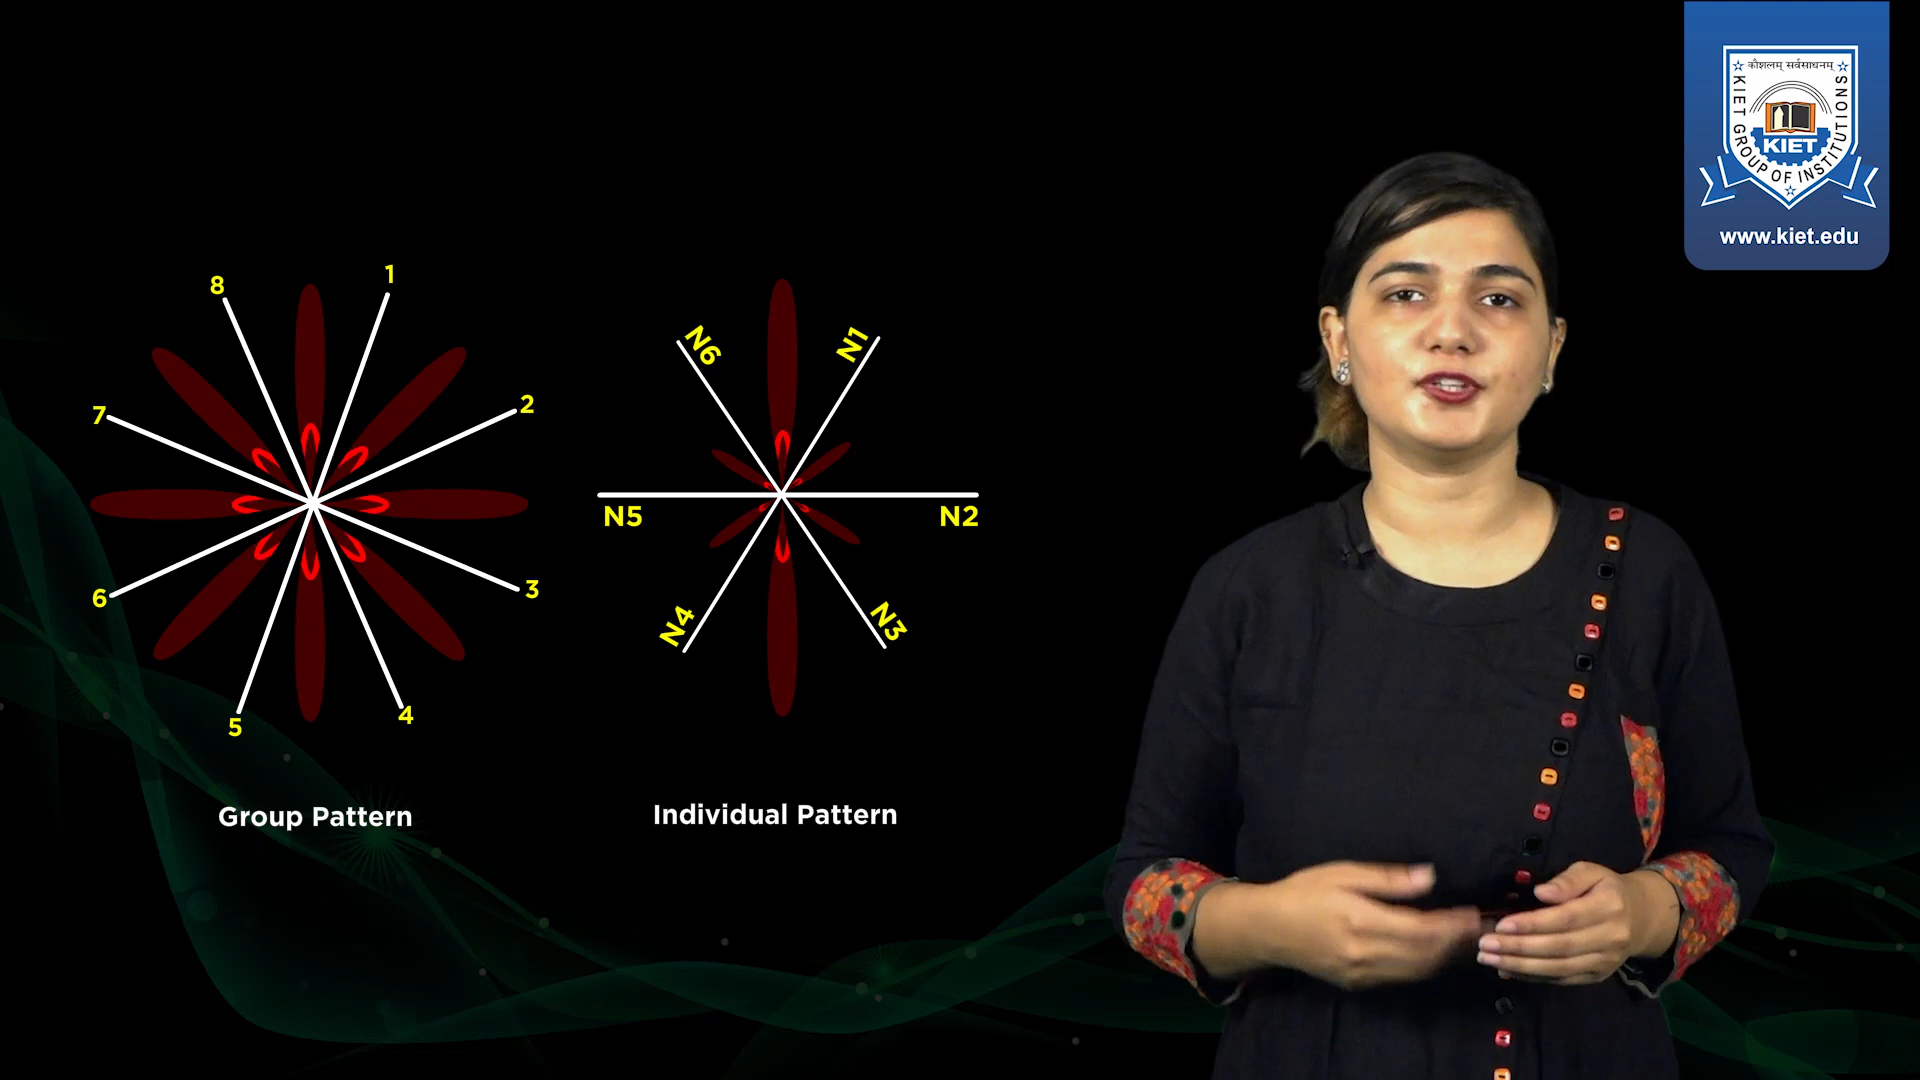 कौशलम् सर्वसाधनम्
KIET GROUP OF INSTITUTIONS
KIET
www.kiet.edu
8
1
7
2
6
3
5
4
N6
N1
N5
N2
N4
N3
Group Pattern
Individual Pattern